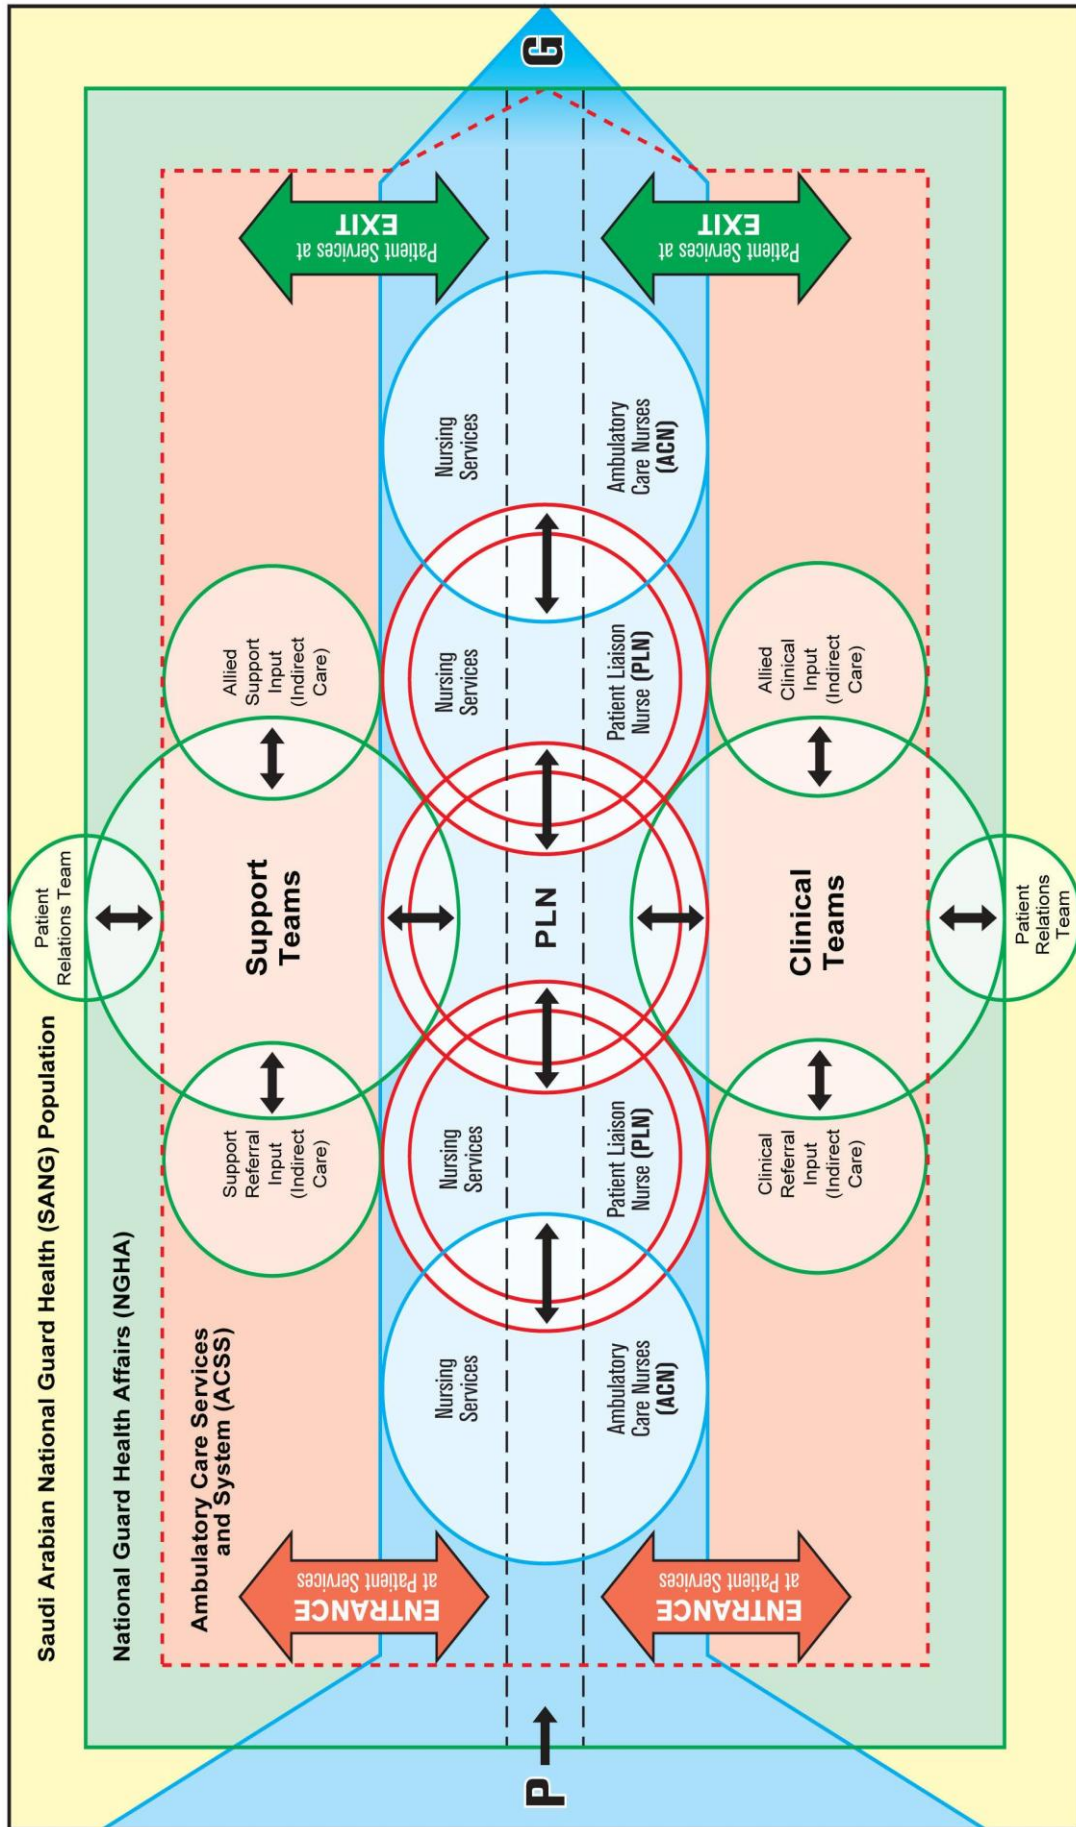 Saudi Arabian National Guard Health (SANG) Population
National Guard Health Affairs (NGHA)
Ambulatory Care Services
and System (ACSS)
Patient
Relations Team
Support
Referral
Input
(Indirect
Care)
Support
Teams
Allied
Support
Input
(Indirect
Care)
ENTRANCE
at Patient Services
Patient Services at
EXIT
P
Nursing
Services
Ambulatory
Care Nurses
(ACN)
Nursing
Services
Patient Liaison
Nurse (PLN)
PLN
Nursing
Services
Patient Liaison
Nurse (PLN)
Nursing
Services
Ambulatory
Care Nurses
(ACN)
G
ENTRANCE
at Patient Services
Patient Services at
EXIT
Clinical
Referral
Input
(Indirect
Care)
Clinical
Teams
Allied
Clinical
Input
(Indirect
Care)
Patient
Relations
Team